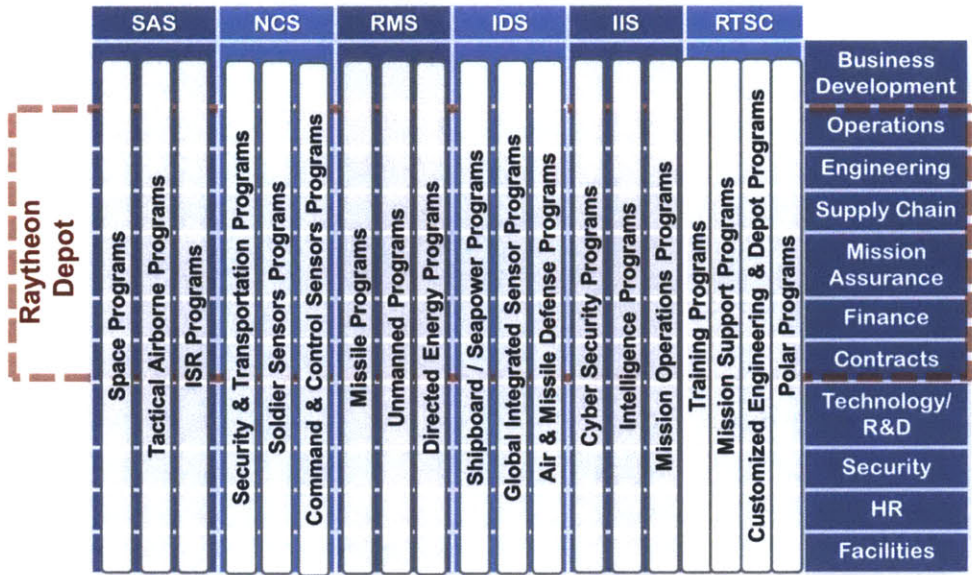 SAS
NCS
RMS
IDS
IIS
RTSC
Raytheon
Depot
Space Programs
Tactical Airborne Programs
ISR Programs
Security & Transportation Programs
Soldier Sensors Programs
Command & Control Sensors Programs
Missile Programs
Unmanned Programs
Directed Energy Programs
Shipboard / Seapower Programs
Global Integrated Sensor Programs
Air & Missile Defense Programs
Cyber Security Programs
Intelligence Programs
Mission Operations Programs
Training Programs
Mission Support Programs
Customized Engineering & Depot Programs
Polar Programs
Business
Development
Operations
Engineering
Supply Chain
Mission
Assurance
Finance
Contracts
Technology/
R&D
Security
HR
Facilities